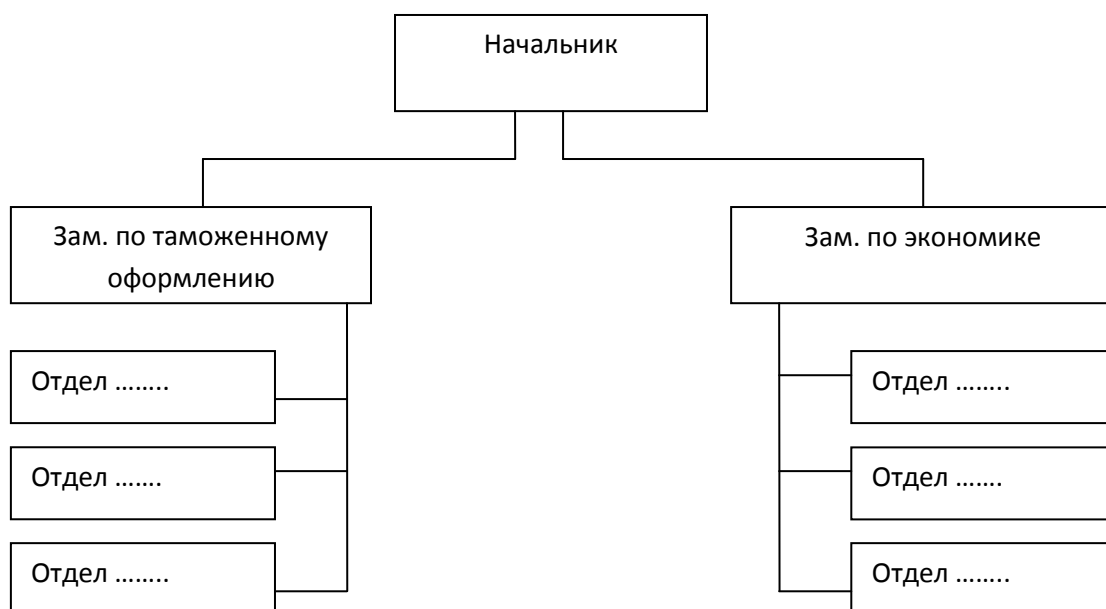 Начальник
Зам. по таможенному
оформлению
Зам. по экономике
Отдел ........
Отдел ........
Отдел .......
Отдел .......
Отдел ........
Отдел ........